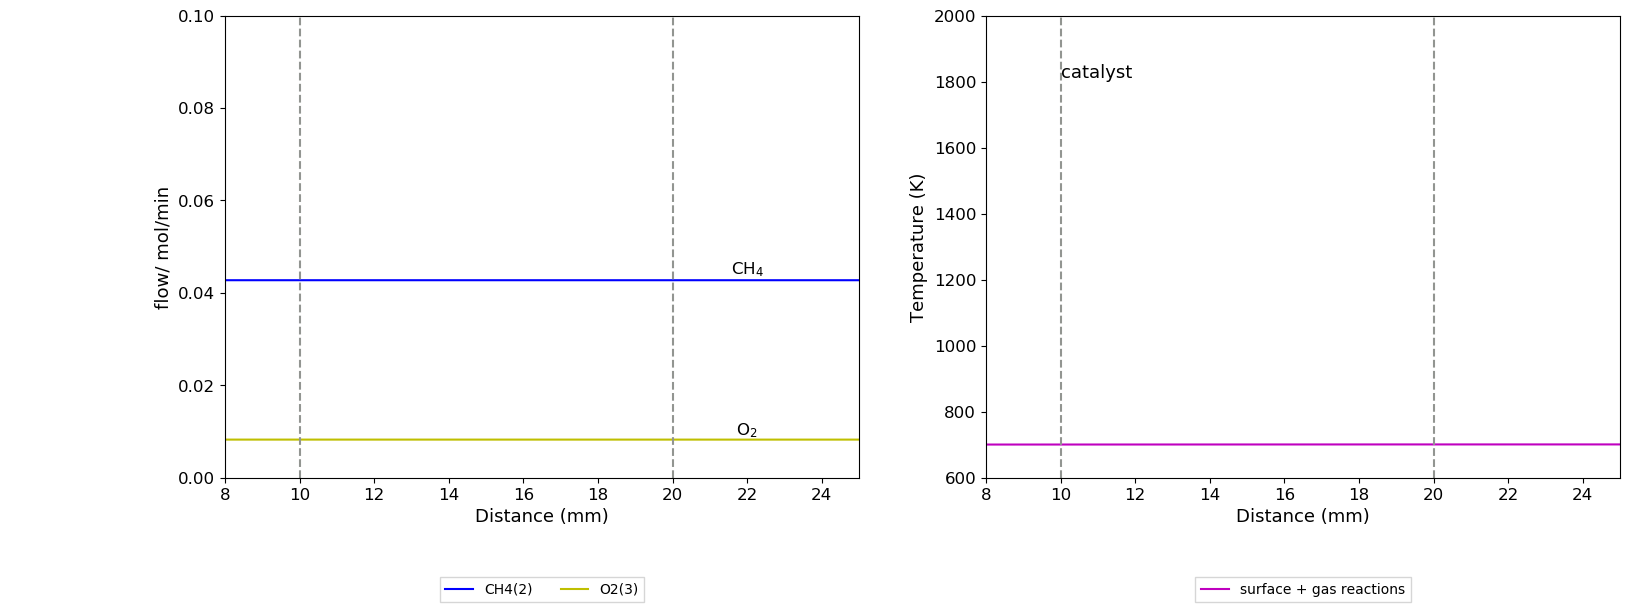 0.10
0.08
0.06
0.04
0.02
0.00
flow/ mol/min
CH₄
O₂
8 10 12 14 16 18 20 22 24
Distance (mm)
CH4(2) O2(3)
2000
1800
1600
1400
1200
1000
800
600
Temperature (K)
catalyst
8 10 12 14 16 18 20 22 24
Distance (mm)
surface + gas reactions